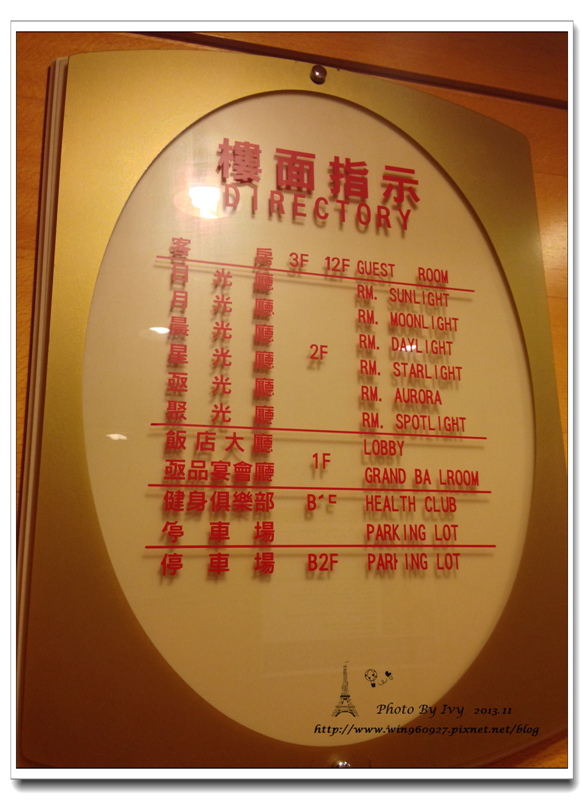 樓面指示
DIRECTORY
客 房 3F 12F GUEST ROOM
日 光 廳 RM. SUNLIGHT
月 光 廳 RM. MOONLIGHT
晨 光 廳 RM. DAYLIGHT
星 光 廳 2F RM. STARLIGHT
亟 光 廳 RM. AURORA
聚 光 廳 RM. SPOTLIGHT
飯店大廳 1F LOBBY
亟品宴會廳 GRAND BA LROOM
健身俱樂部 B1F HEALTH CLUB
停 車 場 PARKING LOT
停 車 場 B2F PARKING LOT
Photo By Ivy 2013.11
http://www.win960927.pixnet.net/blog